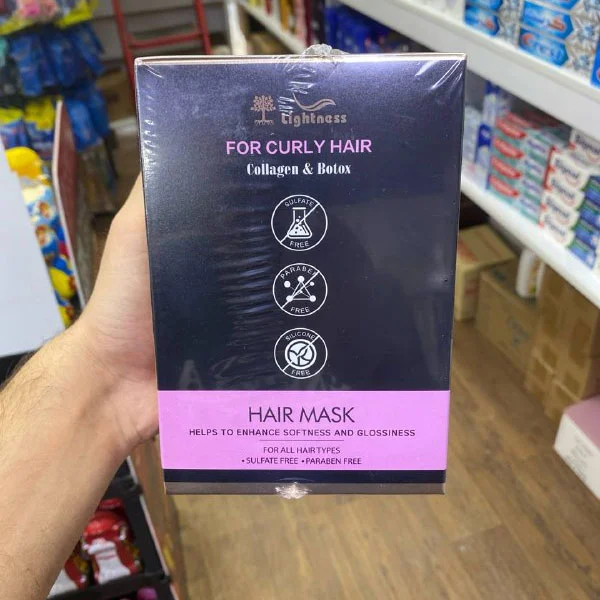 Lightness
FOR CURLY HAIR
Collagen & Botox
SULFATE
FREE
PARABEN
FREE
SILICONE
FREE
HAIR MASK
HELPS TO ENHANCE SOFTNESS AND GLOSSINESS
FOR ALL HAIR TYPES
• SULFATE FREE • PARABEN FREE